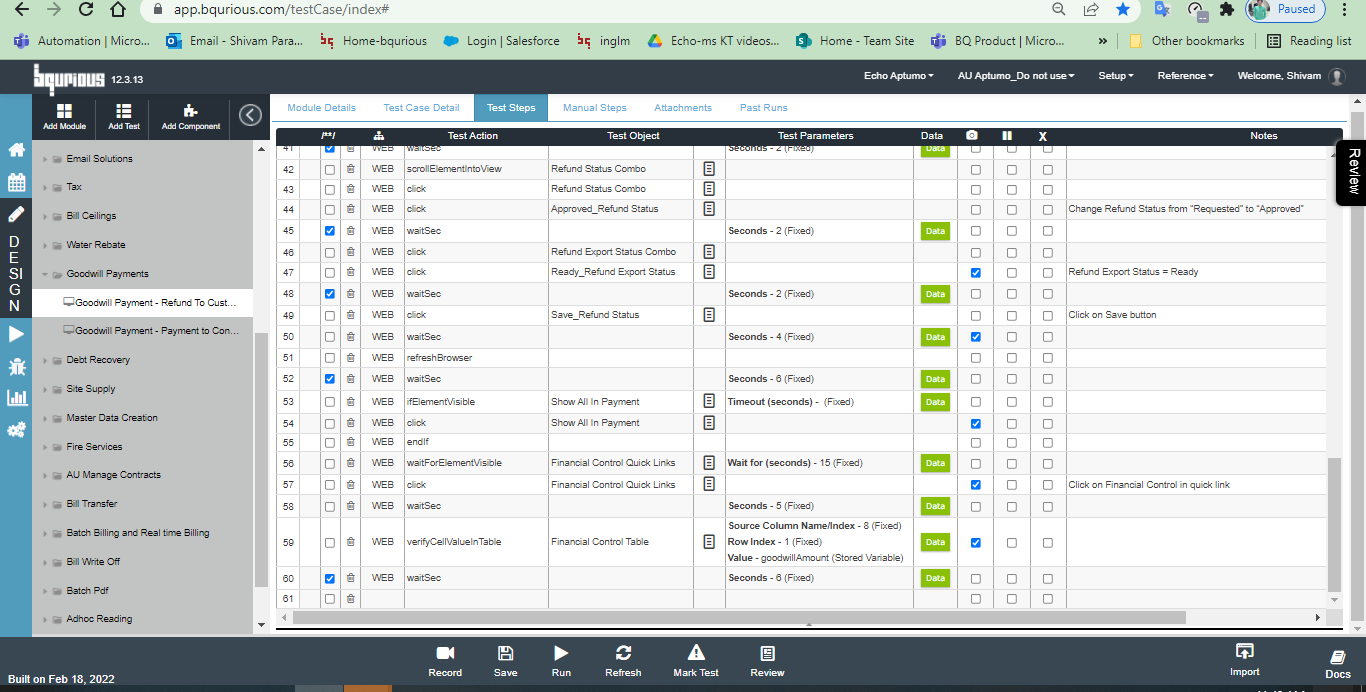 app.bqurious.com/testCase/index#
Paused
Automation | Micro... Email - Shivam Para... Home-bqurious Login | Salesforce inglm Echo-ms KT videos... Home - Team Site BQ Product | Micro... » Other bookmarks Reading list
bqurious 12.3.13 Echo Aptumo AU Aptumo_Do not use Setup Reference Welcome, Shivam
Add Module Add Test Add Component
Module Details Test Case Detail Test Steps Manual Steps Attachments Past Runs
/**/ Test Action Test Object Test Parameters Data X Notes
Review
DESIGN
Email Solutions
Tax
Bill Ceilings
Water Rebate
Goodwill Payments
Goodwill Payment - Refund To Cust...
Goodwill Payment - Payment to Con...
Debt Recovery
Site Supply
Master Data Creation
Fire Services
AU Manage Contracts
Bill Transfer
Batch Billing and Real time Billing
Bill Write Off
Batch Pdf
Adhoc Reading
41 WEB waitSec Seconds - 2 (Fixed) Data
42 WEB scrollElementIntoView Refund Status Combo
43 WEB click Refund Status Combo
44 WEB click Approved_Refund Status Change Refund Status from "Requested" to "Approved"
45 WEB waitSec Seconds - 2 (Fixed) Data
46 WEB click Refund Export Status Combo
47 WEB click Ready_Refund Export Status Refund Export Status = Ready
48 WEB waitSec Seconds - 2 (Fixed) Data
49 WEB click Save_Refund Status Click on Save button
50 WEB waitSec Seconds - 4 (Fixed) Data
51 WEB refreshBrowser
52 WEB waitSec Seconds - 6 (Fixed) Data
53 WEB ifElementVisible Show All In Payment Timeout (seconds) - (Fixed) Data
54 WEB click Show All In Payment
55 WEB endIf
56 WEB waitForElementVisible Financial Control Quick Links Wait for (seconds) - 15 (Fixed) Data
57 WEB click Financial Control Quick Links Click on Financial Control in quick link
58 WEB waitSec Seconds - 5 (Fixed) Data
Source Column Name/Index - 8 (Fixed)
59 WEB verifyCellValueInTable Financial Control Table Row Index - 1 (Fixed) Data
Value - goodwillAmount (Stored Variable)
60 WEB waitSec Seconds - 6 (Fixed) Data
61
Record Save Run Refresh Mark Test Review Import Docs
Built on Feb 18, 2022